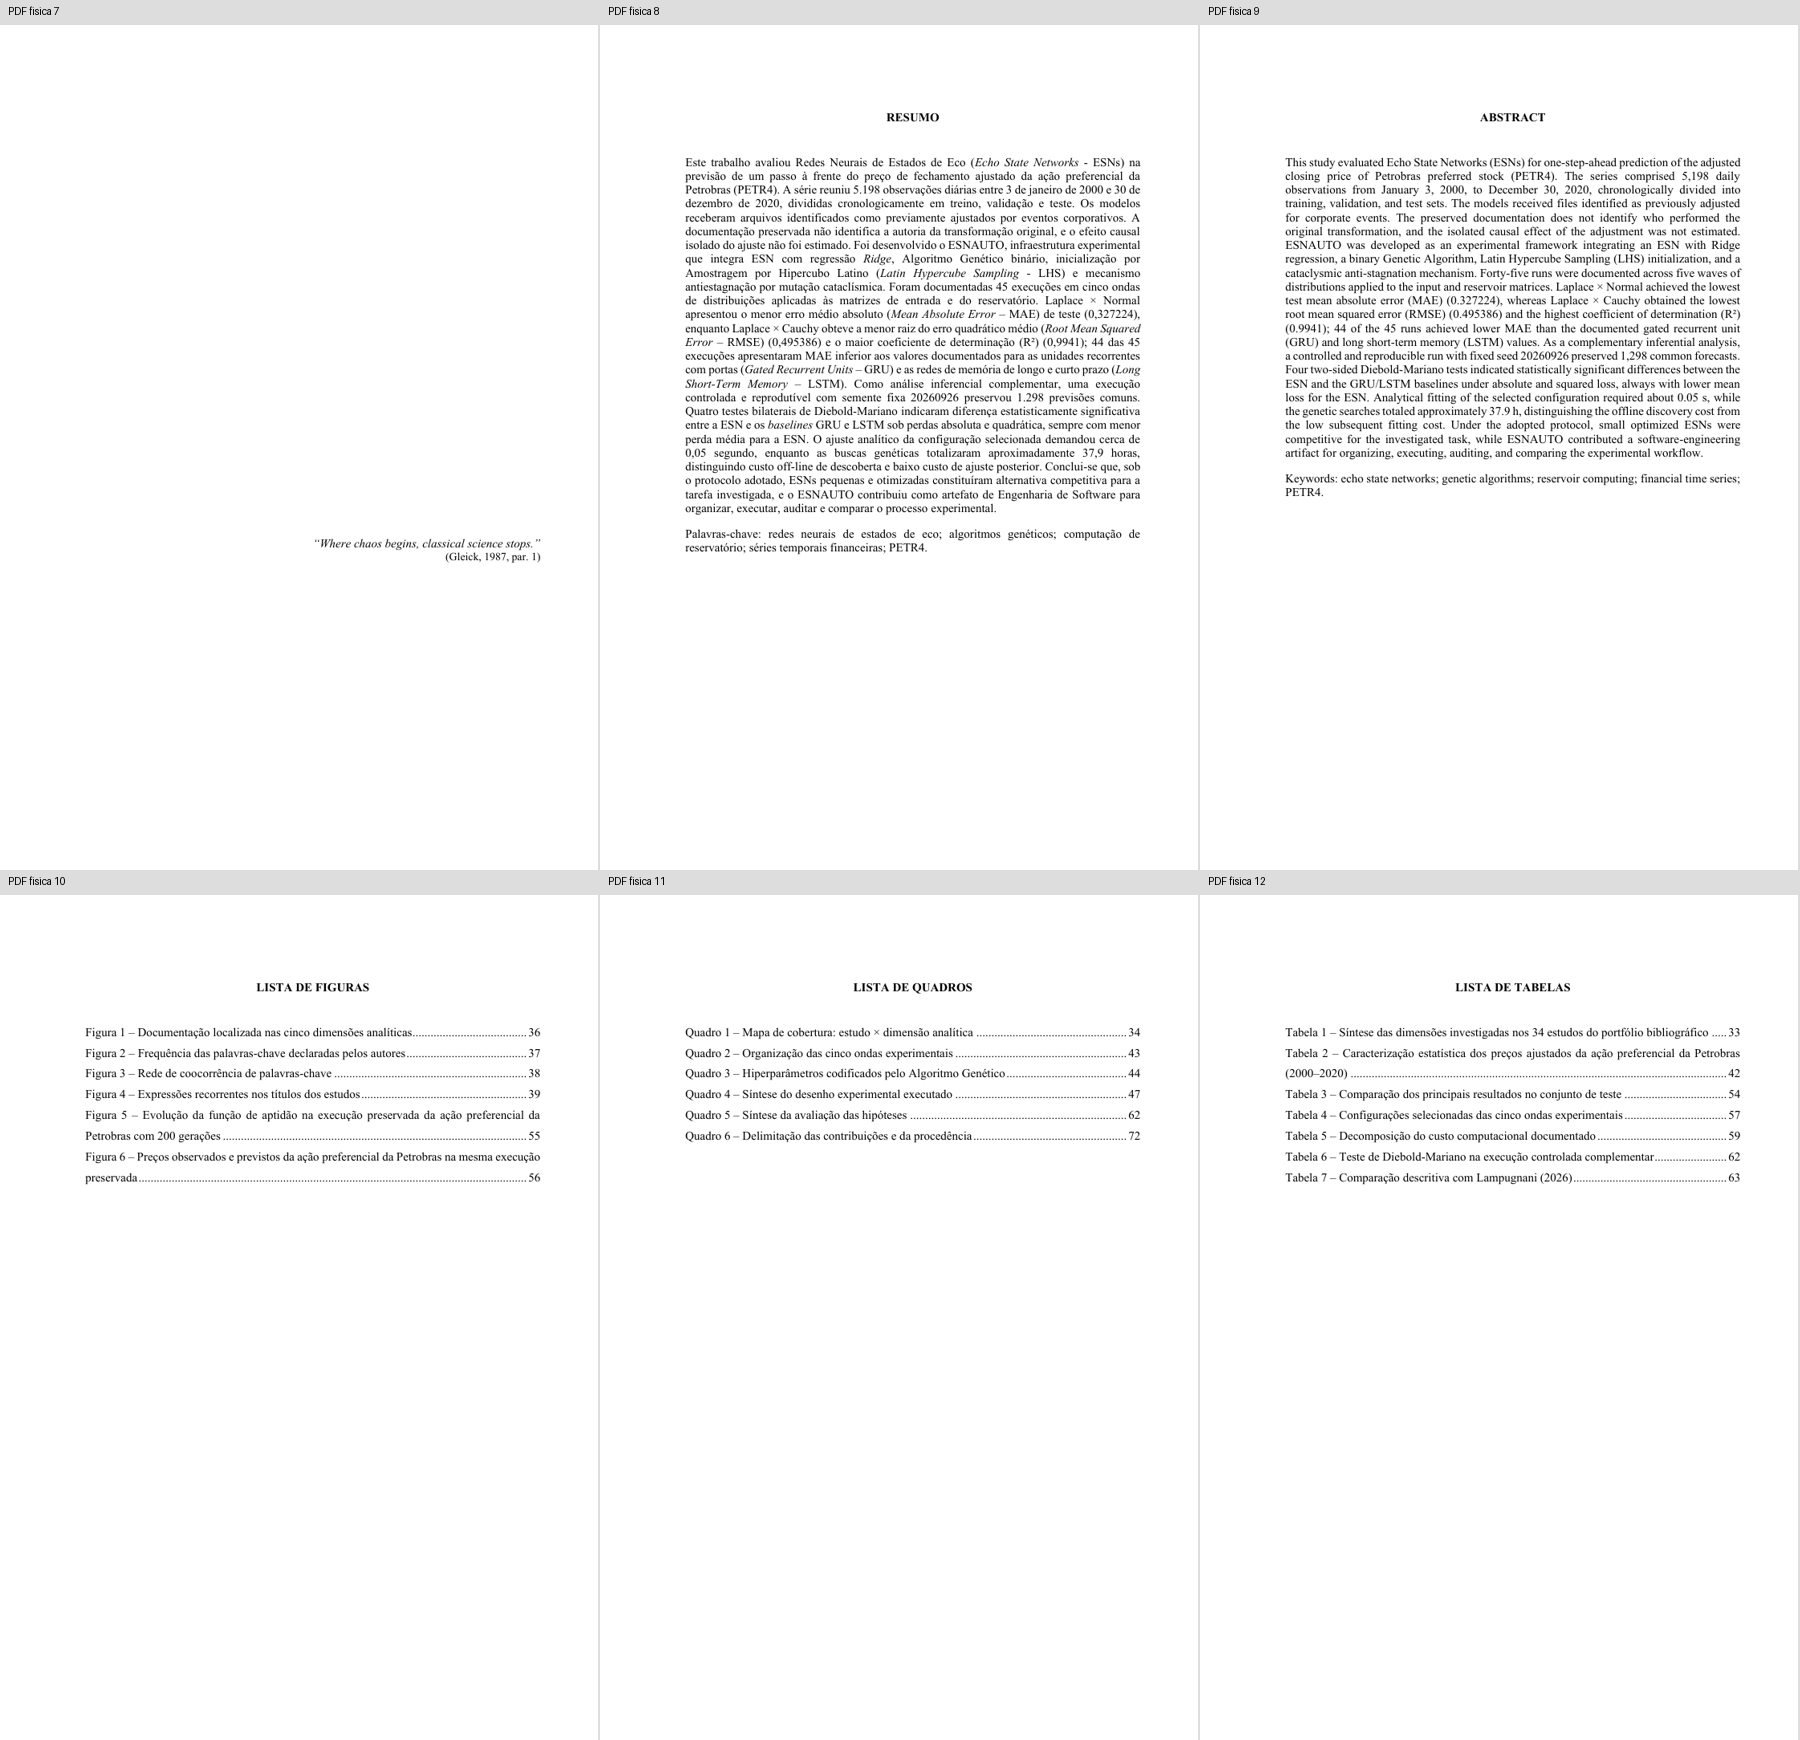 PDF fisica 7
“Where chaos begins, classical science stops.”
(Gleick, 1987, par. 1)
PDF fisica 8
RESUMO
Este trabalho avaliou Redes Neurais de Estados de Eco (Echo State Networks - ESNs) na
previsão de um passo à frente do preço de fechamento ajustado da ação preferencial da
Petrobras (PETR4). A série reuniu 5.198 observações diárias entre 3 de janeiro de 2000 e 30 de
dezembro de 2020, divididas cronologicamente em treino, validação e teste. Os modelos
receberam arquivos identificados como previamente ajustados por eventos corporativos. A
documentação preservada não identifica a autoria da transformação original, e o efeito causal
isolado do ajuste não foi estimado. Foi desenvolvido o ESNAUTO, infraestrutura experimental
que integra ESN com regressão Ridge, Algoritmo Genético binário, inicialização por
Amostragem por Hipercubo Latino (Latin Hypercube Sampling - LHS) e mecanismo
antiestagnação por mutação cataclísmica. Foram documentadas 45 execuções em cinco ondas
de distribuições aplicadas às matrizes de entrada e do reservatório. Laplace × Normal
apresentou o menor erro médio absoluto (Mean Absolute Error – MAE) de teste (0,327224),
enquanto Laplace × Cauchy obteve a menor raiz do erro quadrático médio (Root Mean Squared
Error – RMSE) (0,495386) e o maior coeficiente de determinação (R²) (0,9941); 44 das 45
execuções apresentaram MAE inferior aos valores documentados para as unidades recorrentes
com portas (Gated Recurrent Units – GRU) e as redes de memória de longo e curto prazo (Long
Short-Term Memory – LSTM). Como análise inferencial complementar, uma execução
controlada e reprodutível com semente fixa 20260926 preservou 1.298 previsões comuns.
Quatro testes bilaterais de Diebold-Mariano indicaram diferença estatisticamente significativa
entre a ESN e os baselines GRU e LSTM sob perdas absoluta e quadrática, sempre com menor
perda média para a ESN. O ajuste analítico da configuração selecionada demandou cerca de
0,05 segundo, enquanto as buscas genéticas totalizaram aproximadamente 37,9 horas,
distinguindo custo off-line de descoberta e baixo custo de ajuste posterior. Conclui-se que, sob
o protocolo adotado, ESNs pequenas e otimizadas constituíram alternativa competitiva para a
tarefa investigada, e o ESNAUTO contribuiu como artefato de Engenharia de Software para
organizar, executar, auditar e comparar o processo experimental.
Palavras-chave: redes neurais de estados de eco; algoritmos genéticos; computação de
reservatório; séries temporais financeiras; PETR4.
PDF fisica 9
ABSTRACT
This study evaluated Echo State Networks (ESNs) for one-step-ahead prediction of the adjusted
closing price of Petrobras preferred stock (PETR4). The series comprised 5,198 daily
observations from January 3, 2000, to December 30, 2020, chronologically divided into
training, validation, and test sets. The models received files identified as previously adjusted
for corporate events. The preserved documentation does not identify who performed the
original transformation, and the isolated causal effect of the adjustment was not estimated.
ESNAUTO was developed as an experimental framework integrating an ESN with Ridge
regression, a binary Genetic Algorithm, Latin Hypercube Sampling (LHS) initialization, and a
cataclysmic anti-stagnation mechanism. Forty-five runs were documented across five waves of
distributions applied to the input and reservoir matrices. Laplace × Normal achieved the lowest
test mean absolute error (MAE) (0.327224), whereas Laplace × Cauchy obtained the lowest
root mean squared error (RMSE) (0.495386) and the highest coefficient of determination (R²)
(0.9941); 44 of the 45 runs achieved lower MAE than the documented gated recurrent unit
(GRU) and long short-term memory (LSTM) values. As a complementary inferential analysis,
a controlled and reproducible run with fixed seed 20260926 preserved 1,298 common forecasts.
Four two-sided Diebold-Mariano tests indicated statistically significant differences between the
ESN and the GRU/LSTM baselines under absolute and squared loss, always with lower mean
loss for the ESN. Analytical fitting of the selected configuration required about 0.05 s, while
the genetic searches totaled approximately 37.9 h, distinguishing the offline discovery cost from
the low subsequent fitting cost. Under the adopted protocol, small optimized ESNs were
competitive for the investigated task, while ESNAUTO contributed a software-engineering
artifact for organizing, executing, auditing, and comparing the experimental workflow.
Keywords: echo state networks; genetic algorithms; reservoir computing; financial time series;
PETR4.
PDF fisica 10
LISTA DE FIGURAS
Figura 1 – Documentação localizada nas cinco dimensões analíticas.......................................36
Figura 2 – Frequência das palavras-chave declaradas pelos autores.........................................37
Figura 3 – Rede de coocorrência de palavras-chave .................................................................38
Figura 4 – Expressões recorrentes nos títulos dos estudos........................................................39
Figura 5 – Evolução da função de aptidão na execução preservada da ação preferencial da
Petrobras com 200 gerações ......................................................................................................55
Figura 6 – Preços observados e previstos da ação preferencial da Petrobras na mesma execução
preservada..................................................................................................................................56
PDF fisica 11
LISTA DE QUADROS
Quadro 1 – Mapa de cobertura: estudo × dimensão analítica ...................................................34
Quadro 2 – Organização das cinco ondas experimentais ..........................................................43
Quadro 3 – Hiperparâmetros codificados pelo Algoritmo Genético.........................................44
Quadro 4 – Síntese do desenho experimental executado ..........................................................47
Quadro 5 – Síntese da avaliação das hipóteses .........................................................................62
Quadro 6 – Delimitação das contribuições e da procedência....................................................72
PDF fisica 12
LISTA DE TABELAS
Tabela 1 – Síntese das dimensões investigadas nos 34 estudos do portfólio bibliográfico .....33
Tabela 2 – Caracterização estatística dos preços ajustados da ação preferencial da Petrobras
(2000–2020) ..............................................................................................................................42
Tabela 3 – Comparação dos principais resultados no conjunto de teste ...................................54
Tabela 4 – Configurações selecionadas das cinco ondas experimentais...................................57
Tabela 5 – Decomposição do custo computacional documentado............................................59
Tabela 6 – Teste de Diebold-Mariano na execução controlada complementar.........................62
Tabela 7 – Comparação descritiva com Lampugnani (2026)....................................................63